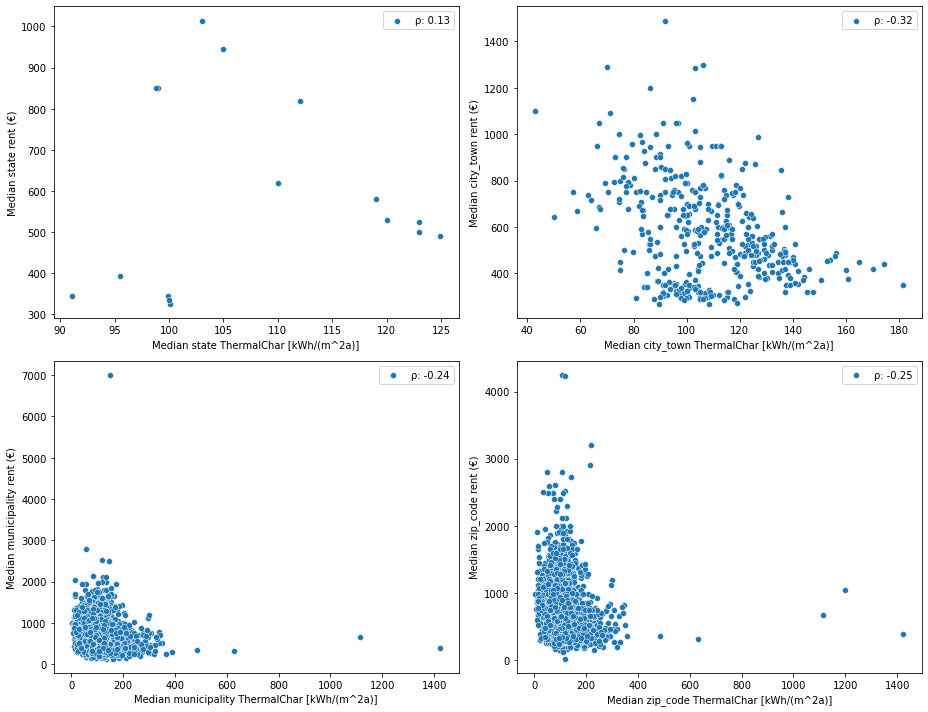 ρ: 0.13
1000
900
800
700
600
500
400
300
Median state rent (€)
90 95 100 105 110 115 120 125
Median state ThermalChar [kWh/(m^2a)]
ρ: -0.32
1400
1200
1000
800
600
400
Median city_town rent (€)
40 60 80 100 120 140 160 180
Median city_town ThermalChar [kWh/(m^2a)]
ρ: -0.24
7000
6000
5000
4000
3000
2000
1000
0
Median municipality rent (€)
0 200 400 600 800 1000 1200 1400
Median municipality ThermalChar [kWh/(m^2a)]
ρ: -0.25
4000
3000
2000
1000
0
Median zip_code rent (€)
0 200 400 600 800 1000 1200 1400
Median zip_code ThermalChar [kWh/(m^2a)]